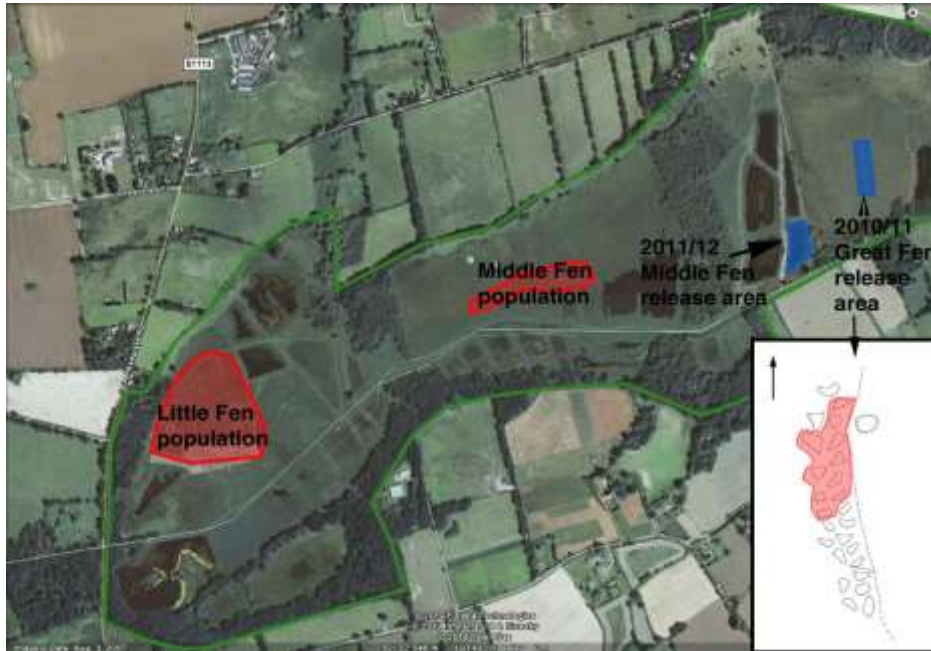 B1113
2010/11
Great Fen
release
area
2011/12
Middle Fen
release area
Middle Fen
population
Little Fen
population